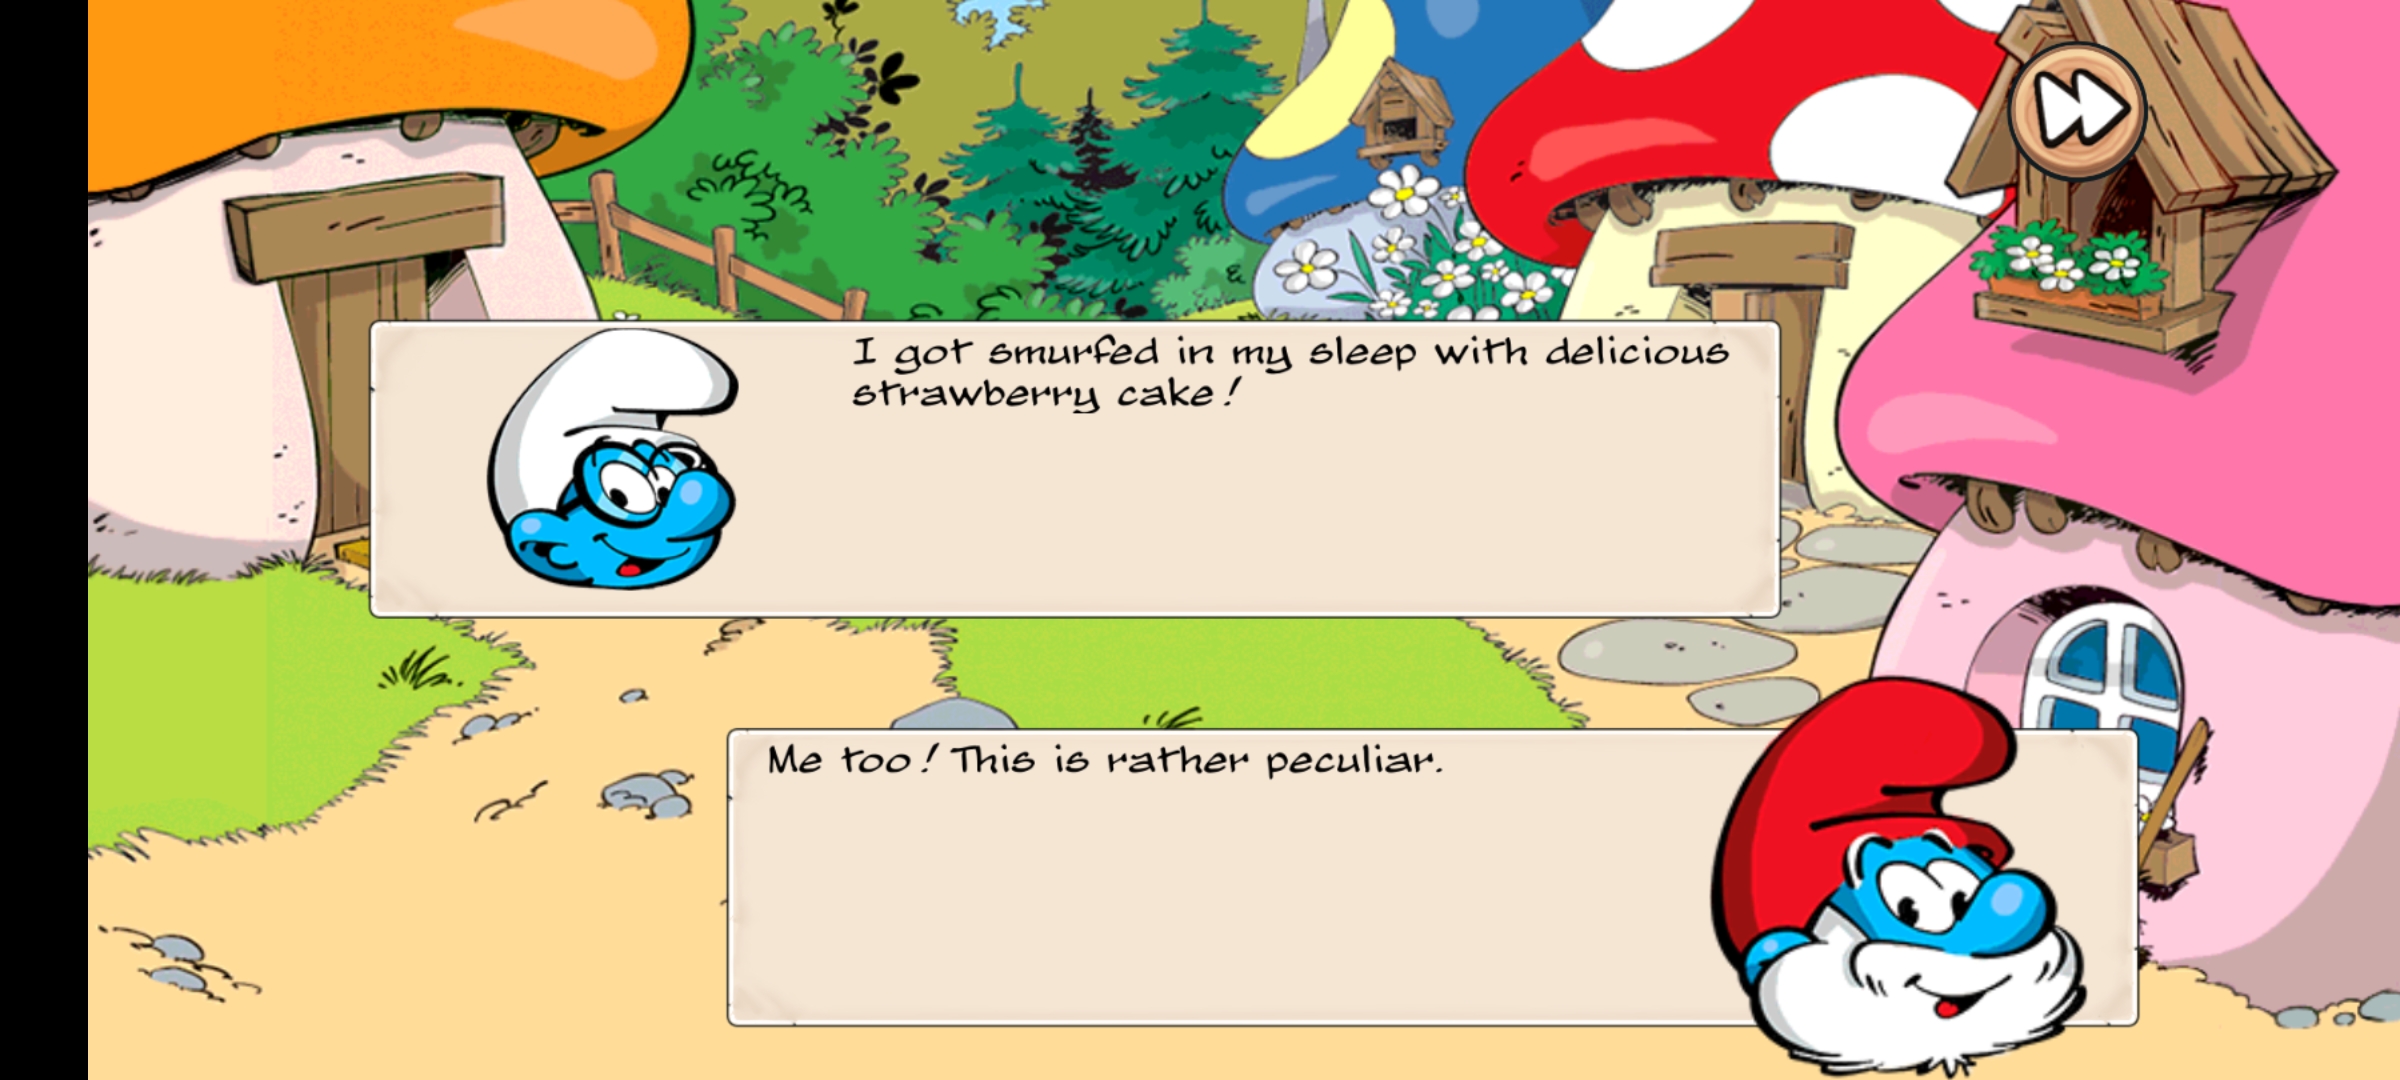 I got smurfed in my sleep with delicious
strawberry cake!
Me too! This is rather peculiar.